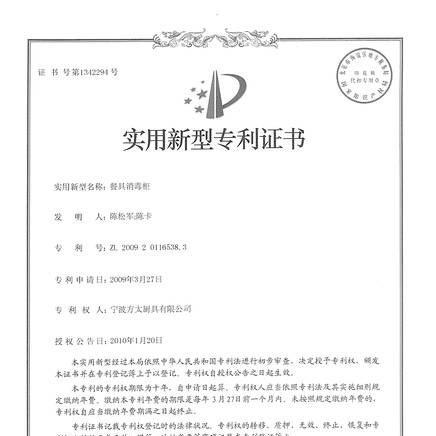 证 书 号第1342294号
印 花 税
代扣专用章
实用新型专利证书
实用新型名称：餐具消毒柜
发 明 人：陈松军;陈卡
专 利 号：ZL 2009 2 0116538.3
专利申请日：2009年3月27日
专 利 权 人：宁波方太厨具有限公司
授权公告日：2010年1月20日
本实用新型经过本局依照中华人民共和国专利法进行初步审查，决定授予专利权，颁发
本证书并在专利登记簿上予以登记。专利权自授权公告之日起生效。
本专利的专利权期限为十年，自申请日起算。专利权人应当依照专利法及其实施细则规
定缴纳年费。缴纳本专利年费的期限是每年3月27日前一个月内。未按照规定缴纳年费的，
专利权自应当缴纳年费期满之日起终止。
专利证书记载专利权登记时的法律状况。专利权的转移、质押、无效、终止、恢复和专